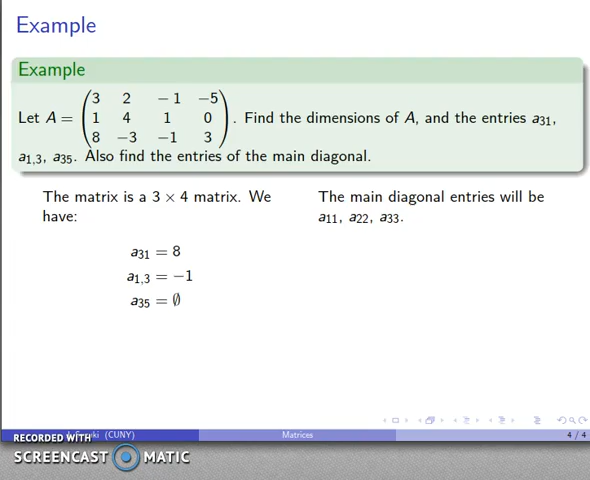 Example
Example
3 2 −1 −5
Let A = 1 4 1 0 . Find the dimensions of A, and the entries a31,
8 −3 −1 3
a1,3, a35. Also find the entries of the main diagonal.
The matrix is a 3 × 4 matrix. We
have:
a31 = 8
a1,3 = −1
a35 = ∅
The main diagonal entries will be
a11, a22, a33.
(CUNY) Matrices 4 / 4
RECORDED WITH
SCREENCAST MATIC